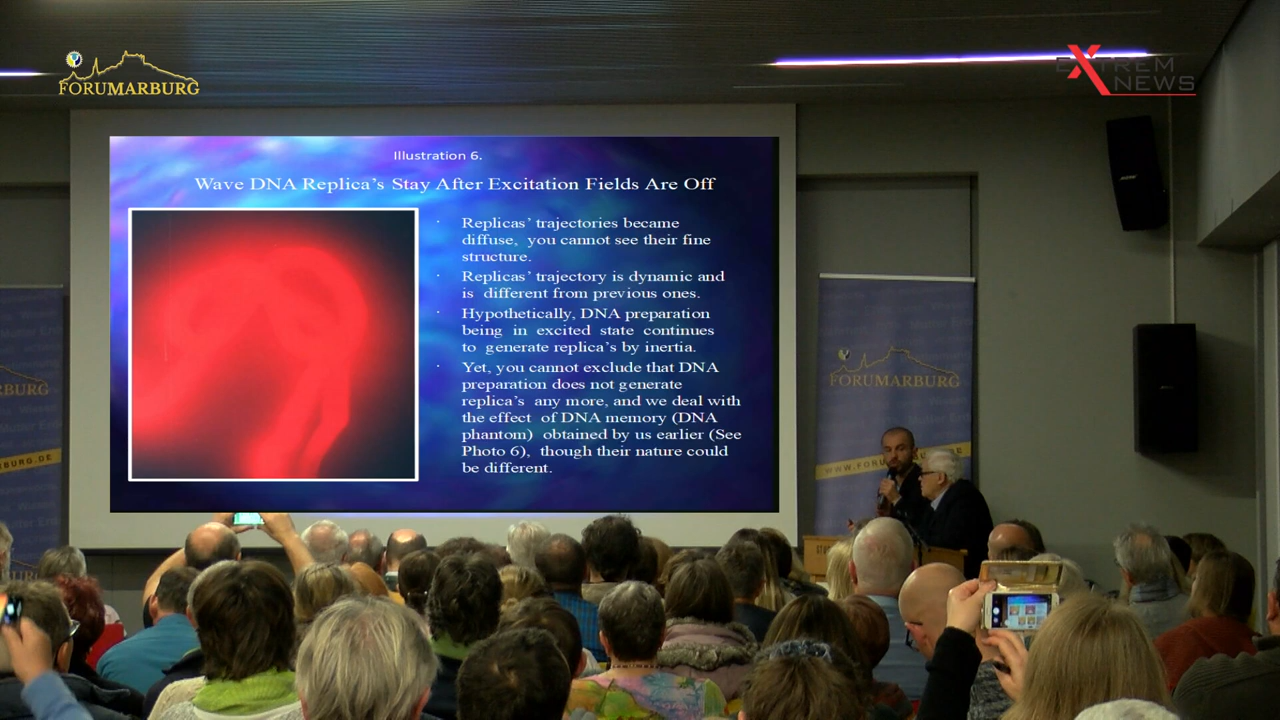 FORUMARBURG
EXTREM
NEWS
Illustration 6.
Wave DNA Replica's Stay After Excitation Fields Are Off
· Replicas' trajectories became
diffuse, you cannot see their fine
structure.
· Replicas' trajectory is dynamic and
is different from previous ones.
· Hypothetically, DNA preparation
being in excited state continues
to generate replica's by inertia.
· Yet, you cannot exclude that DNA
preparation does not generate
replica's any more, and we deal with
the effect of DNA memory (DNA
phantom) obtained by us earlier (See
Photo 6), though their nature could
be different.
FORUMARBURG
WWW.FORU
DE
BURG
BURG.DE